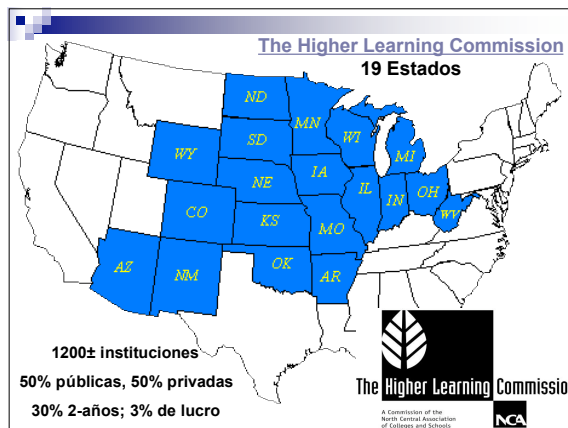 The Higher Learning Commission
19 Estados
ND
MN
WI
MI
SD
WY
IA
NE
IL
IN
OH
WV
CO
KS
MO
AZ
NM
OK
AR
1200± instituciones
50% públicas, 50% privadas
30% 2-años; 3% de lucro
The Higher Learning Commissio
A Commission of the
North Central Association
of Colleges and Schools
NCA